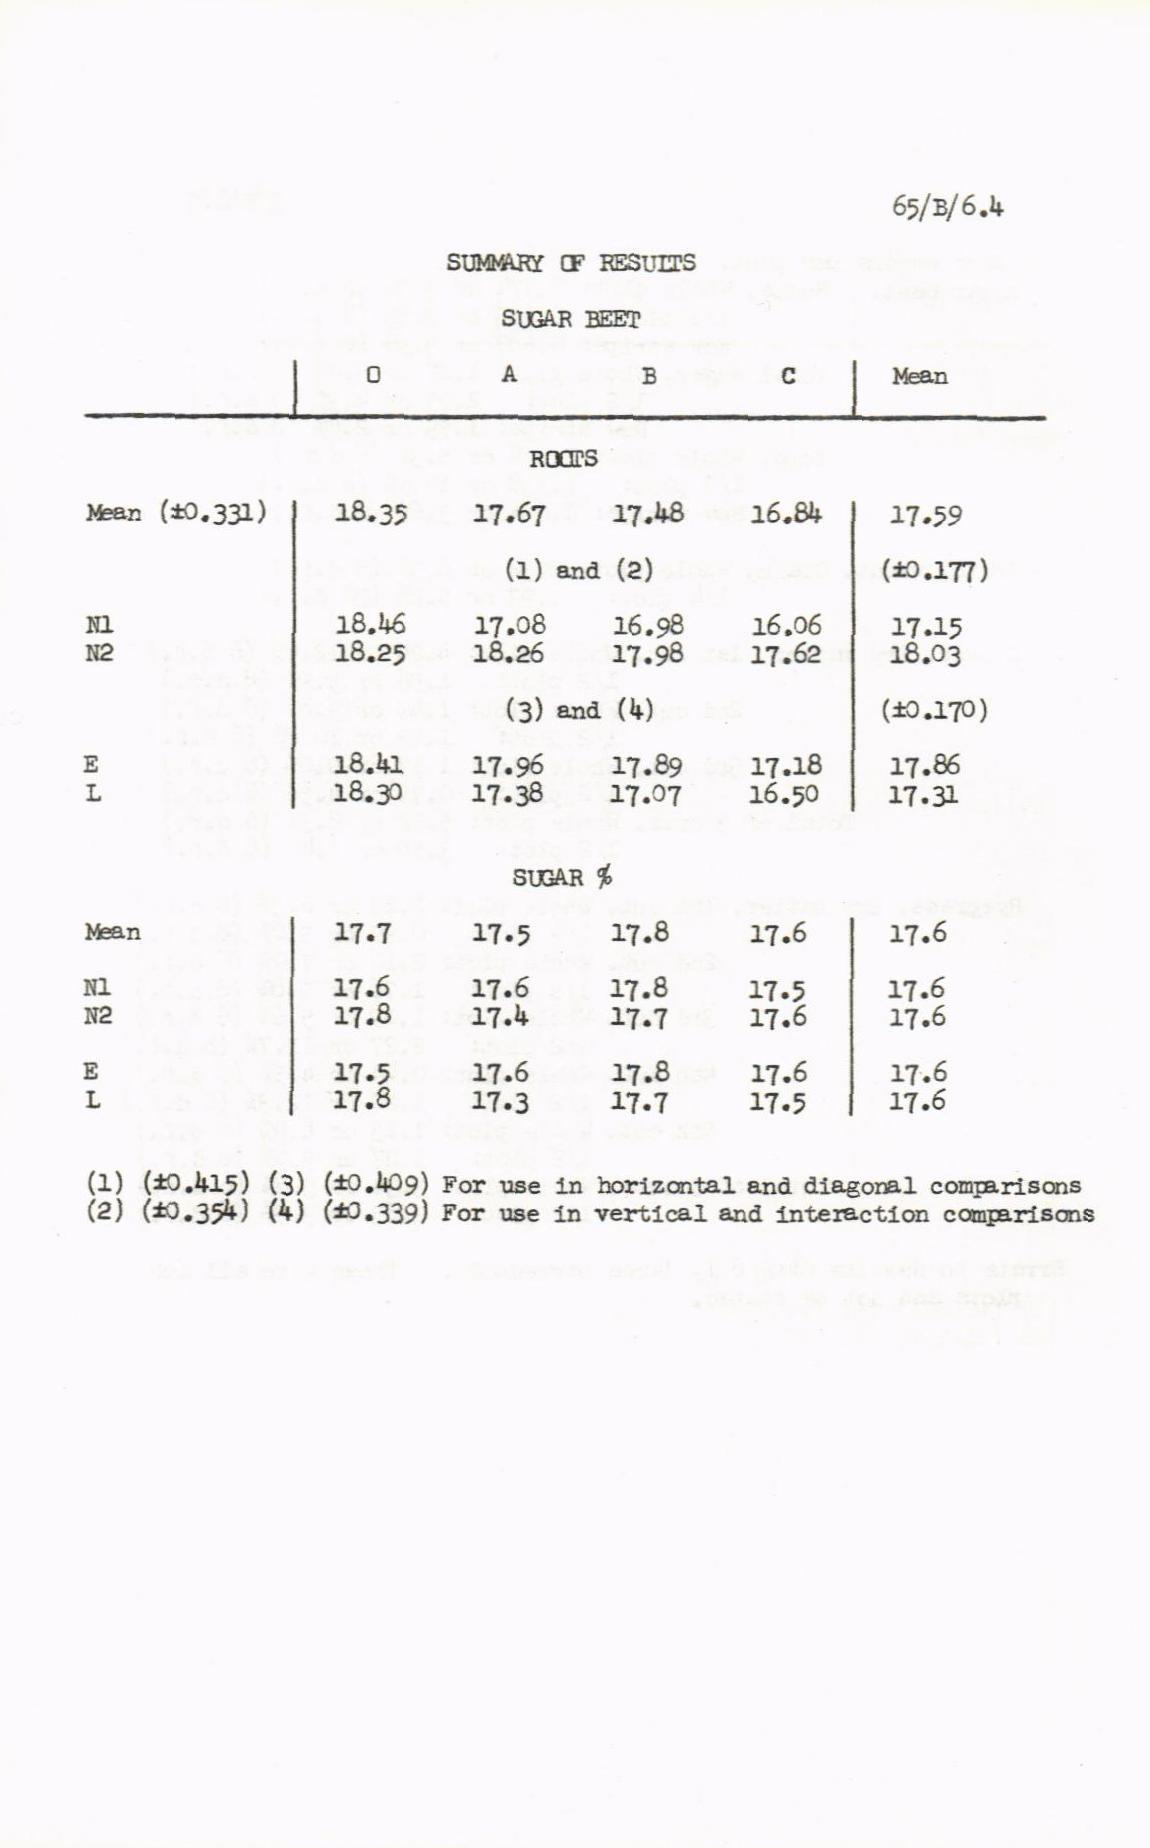 65/B/6.4
SUMMARY OF RESULTS
SUGAR BEET
O A B C Mean
ROOTS
Mean (±0.331) 18.35 17.67 17.48 16.84 17.59
(1) and (2) (±0.177)
N1 18.46 17.08 16.98 16.06 17.15
N2 18.25 18.26 17.98 17.62 18.03
(3) and (4) (±0.170)
E 18.41 17.96 17.89 17.18 17.86
L 18.30 17.38 17.07 16.50 17.31
SUGAR %
Mean 17.7 17.5 17.8 17.6 17.6
N1 17.6 17.6 17.8 17.5 17.6
N2 17.8 17.4 17.7 17.6 17.6
E 17.5 17.6 17.8 17.6 17.6
L 17.8 17.3 17.7 17.5 17.6
(1) (±0.415) (3) (±0.409) For use in horizontal and diagonal comparisons
(2) (±0.354) (4) (±0.339) For use in vertical and interaction comparisons